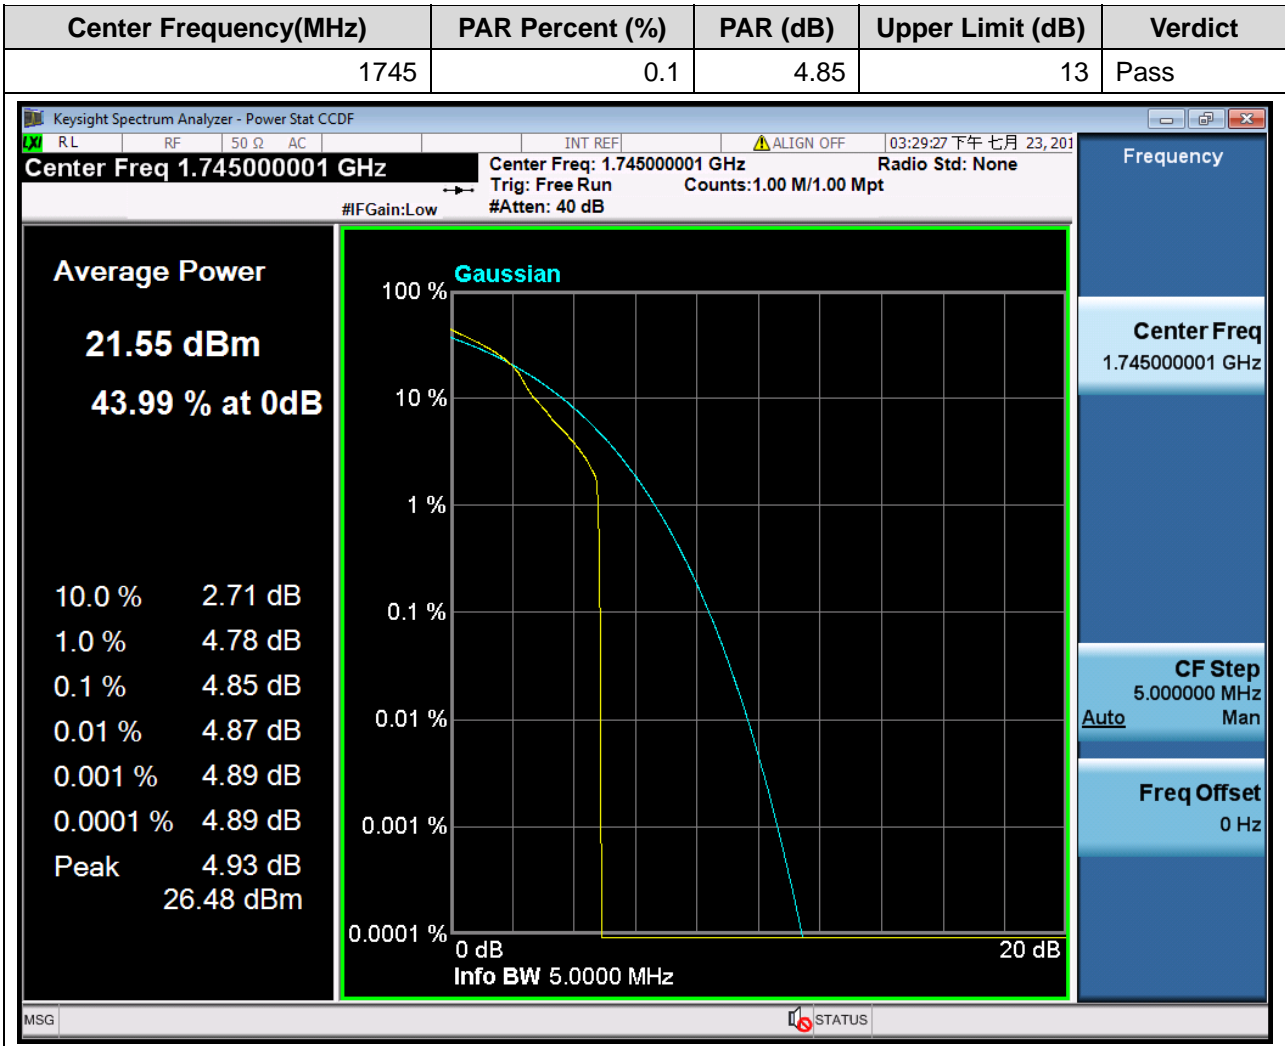 Center Frequency(MHz) PAR Percent (%) PAR (dB) Upper Limit (dB) Verdict
1745 0.1 4.85 13 Pass
Keysight Spectrum Analyzer - Power Stat CCDF
LXI RL RF 50 Ω AC INT REF ALIGN OFF 03:29:27 下午 七月 23, 201
Center Freq 1.745000001 GHz
Center Freq: 1.745000001 GHz Radio Std: None
Trig: Free Run Counts:1.00 M/1.00 Mpt
#IFGain:Low #Atten: 40 dB
Average Power
21.55 dBm
43.99 % at 0dB
10.0 % 2.71 dB
1.0 % 4.78 dB
0.1 % 4.85 dB
0.01 % 4.87 dB
0.001 % 4.89 dB
0.0001 % 4.89 dB
Peak 4.93 dB
26.48 dBm
Gaussian
100 %
10 %
1 %
0.1 %
0.01 %
0.001 %
0.0001 %
0 dB 20 dB
Info BW 5.0000 MHz
Frequency
Center Freq
1.745000001 GHz
CF Step
5.000000 MHz
Auto Man
Freq Offset
0 Hz
MSG STATUS